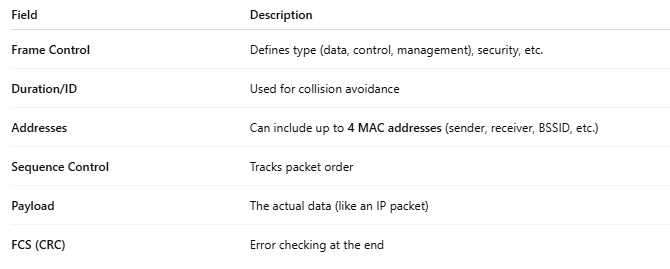 Field Description
Frame Control Defines type (data, control, management), security, etc.
Duration/ID Used for collision avoidance
Addresses Can include up to 4 MAC addresses (sender, receiver, BSSID, etc.)
Sequence Control Tracks packet order
Payload The actual data (like an IP packet)
FCS (CRC) Error checking at the end